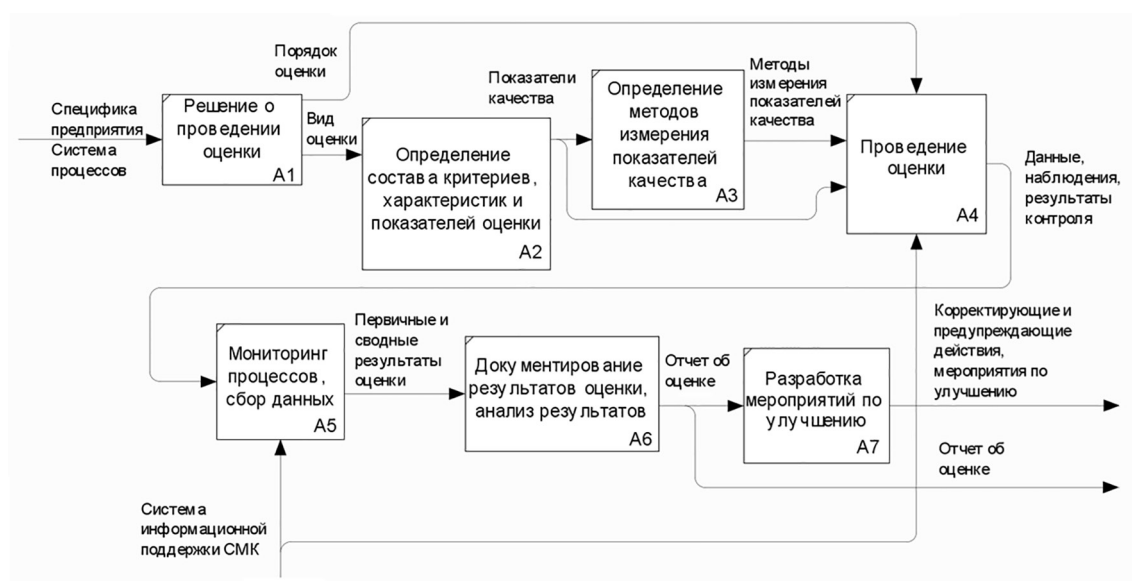 Порядок
оценки
Специфика
предприятия
Система
процессов
Решение о
проведении
оценки
A1
Вид
оценки
Определение
состава критериев,
характеристик и
показателей оценки
A2
Показатели
качества
Определение
методов
измерения
показателей
качества
A3
Методы
измерения
показателей
качества
Проведение
оценки
A4
Данные,
наблюдения,
результаты
контроля
Мониторинг
процессов,
сбор данных
A5
Первичные и
сводные
результаты
оценки
Документирование
результатов оценки,
анализ результатов
A6
Отчет об
оценке
Разработка
мероприятий по
улучшению
A7
Корректирующие и
предупреждающие
действия,
мероприятия по
улучшению
Отчет об
оценке
Система
информационной
поддержки СМК